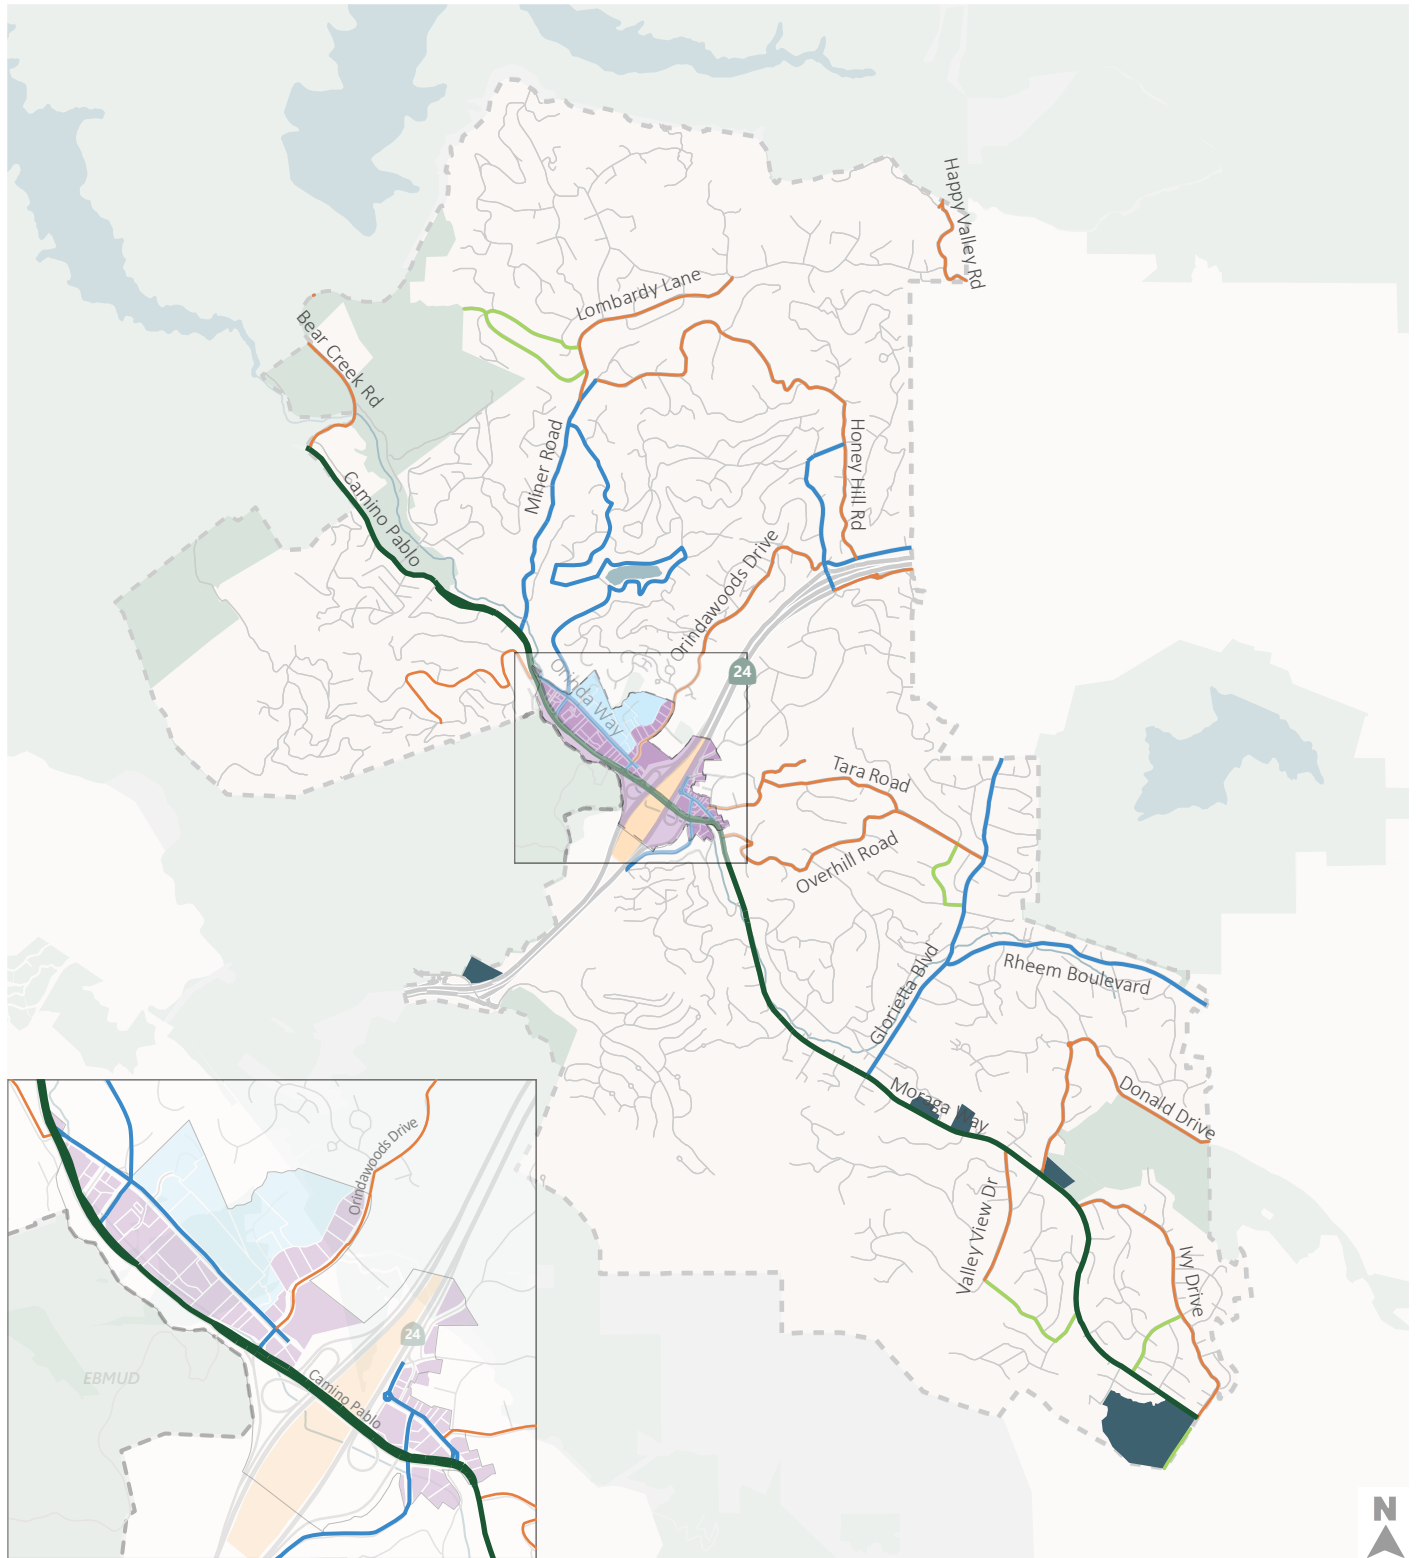 Happy Valley Rd
Lombardy Lane
Bear Creek Rd
Miner Road
Honey Hill Rd
Camino Pablo
Orindawoods Drive
Orinda Way
24
Tara Road
Overhill Road
Glorietta Blvd
Rheem Boulevard
Moraga Way
Donald Drive
Valley View Dr
Ivy Drive
Orindawoods Drive
24
Camino Pablo
EBMUD
N